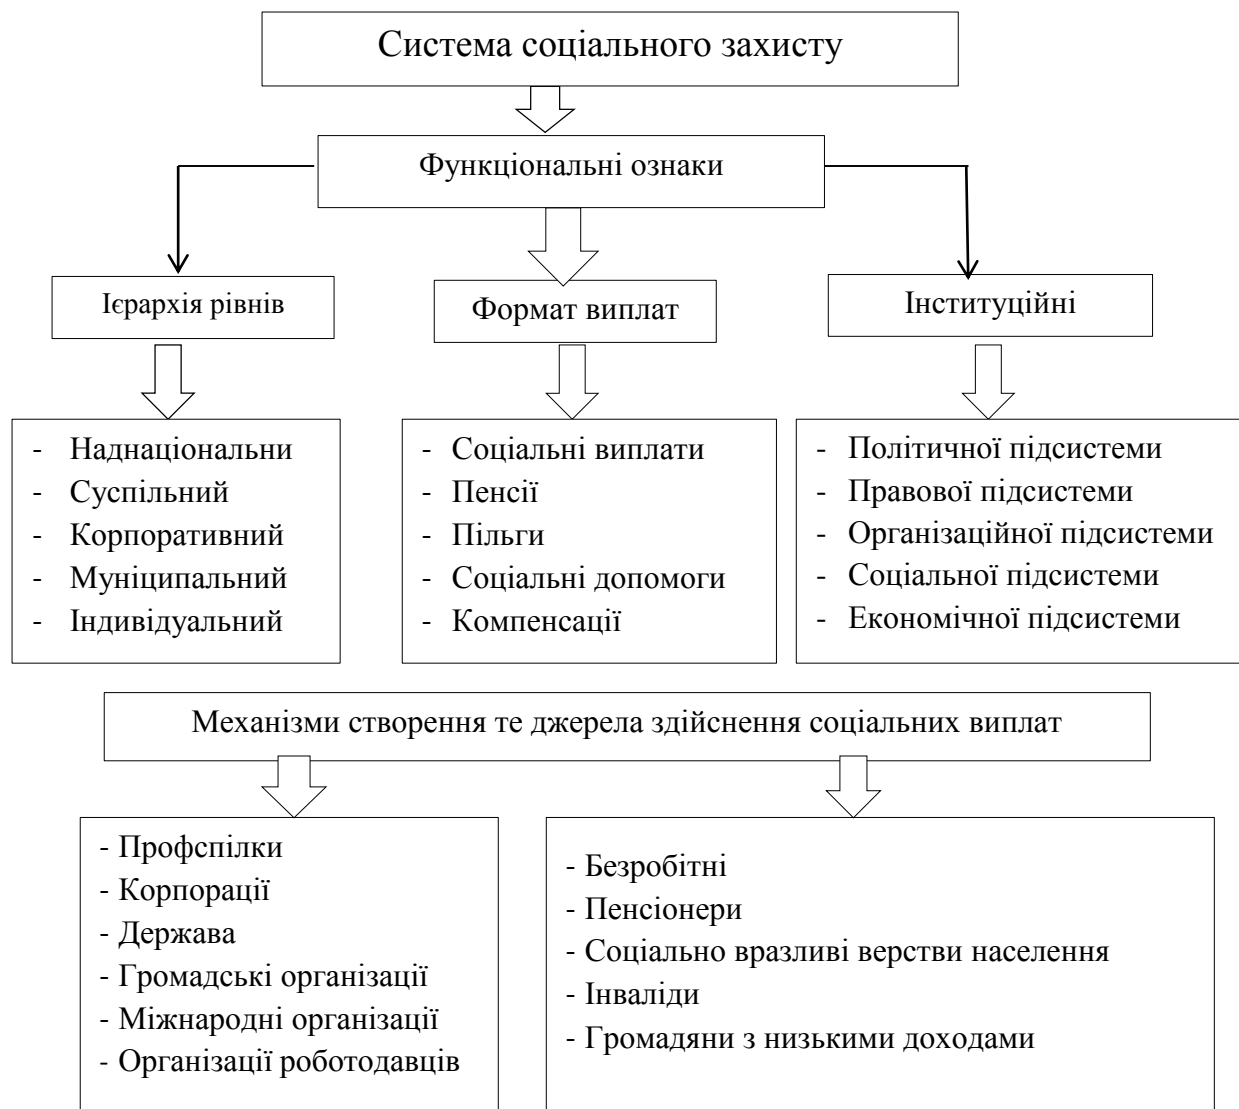 Система соціального захисту
Функціональні ознаки
Ієрархія рівнів
Формат виплат
Інституційні
- Наднаціональни
- Суспільний
- Корпоративний
- Муніципальний
- Індивідуальний
- Соціальні виплати
- Пенсії
- Пільги
- Соціальні допомоги
- Компенсації
- Політичної підсистеми
- Правової підсистеми
- Організаційної підсистеми
- Соціальної підсистеми
- Економічної підсистеми
Механізми створення те джерела здійснення соціальних виплат
- Профспілки
- Корпорації
- Держава
- Громадські організації
- Міжнародні організації
- Організації роботодавців
- Безробітні
- Пенсіонери
- Соціально вразливі верстви населення
- Інваліди
- Громадяни з низькими доходами